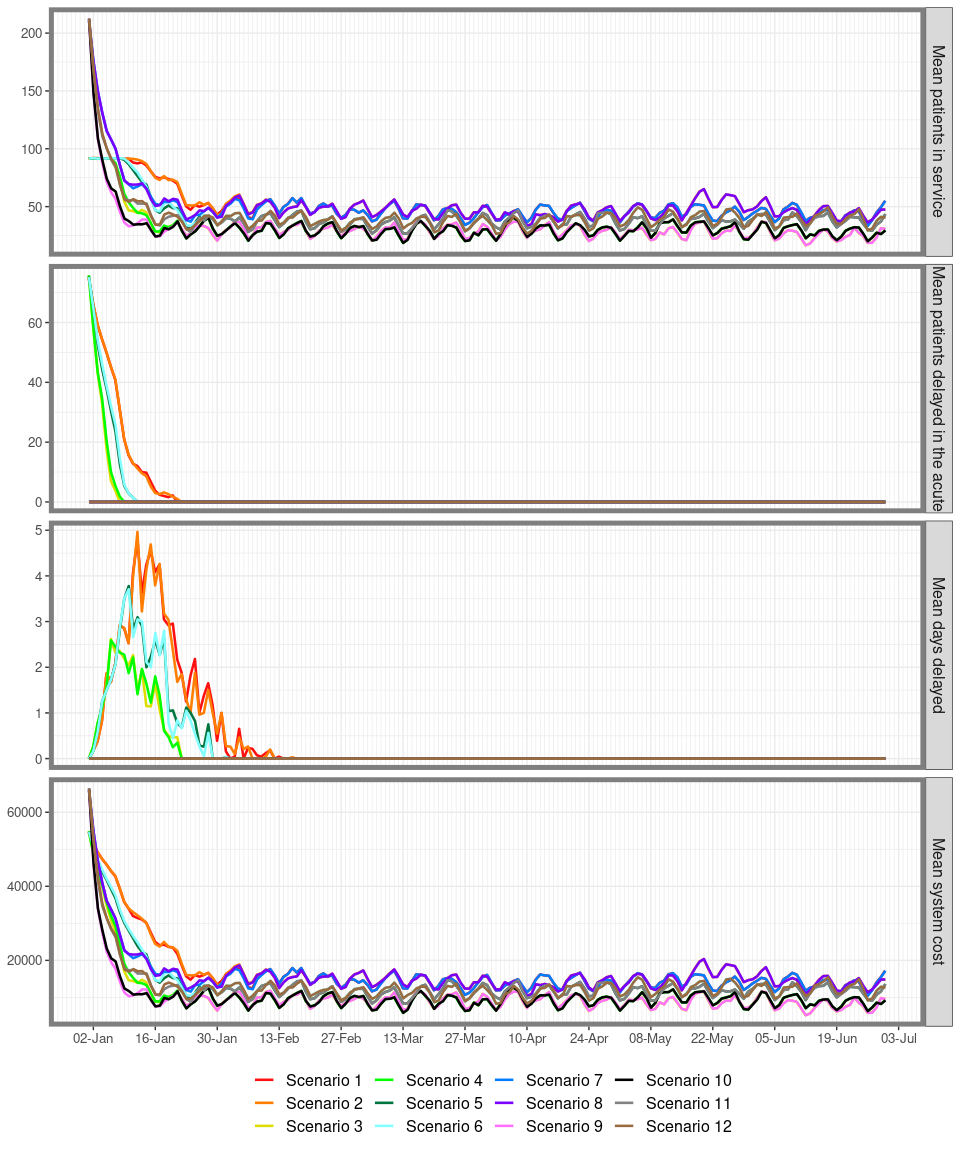 200
150
100
50
Mean patients in service
60
40
20
0
Mean patients delayed in the acute
5
4
3
2
1
0
Mean days delayed
60000
40000
20000
Mean system cost
02-Jan 16-Jan 30-Jan 13-Feb 27-Feb 13-Mar 27-Mar 10-Apr 24-Apr 08-May 22-May 05-Jun 19-Jun 03-Jul
Scenario 1 Scenario 4 Scenario 7 Scenario 10
Scenario 2 Scenario 5 Scenario 8 Scenario 11
Scenario 3 Scenario 6 Scenario 9 Scenario 12